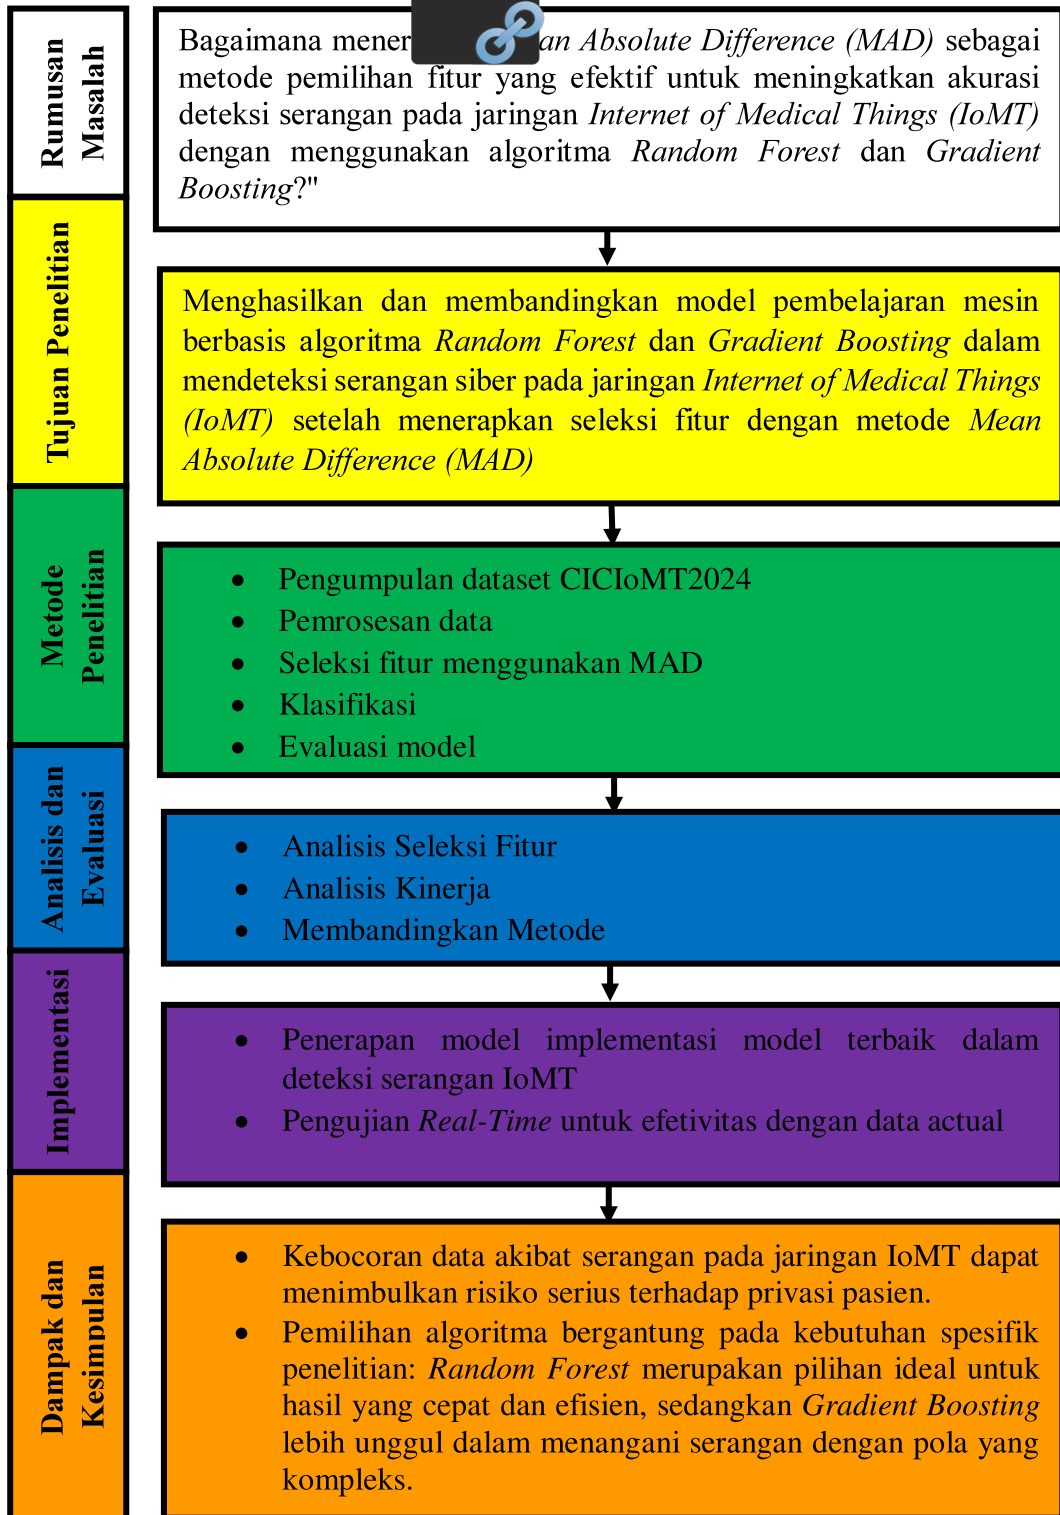 Rumusan
Masalah
Bagaimana an Absolute Difference (MAD) sebagai
metode pemilihan fitur yang efektif untuk meningkatkan akurasi
deteksi serangan pada jaringan Internet of Medical Things (IoMT)
dengan menggunakan algoritma Random Forest dan Gradient
Boosting?"
Tujuan Penelitian
Menghasilkan dan membandingkan model pembelajaran mesin
berbasis algoritma Random Forest dan Gradient Boosting dalam
mendeteksi serangan siber pada jaringan Internet of Medical Things
(IoMT) setelah menerapkan seleksi fitur dengan metode Mean
Absolute Difference (MAD)
Metode
Penelitian
• Pengumpulan dataset CICIoMT2024
• Pemrosesan data
• Seleksi fitur menggunakan MAD
• Klasifikasi
• Evaluasi model
Analisis dan
Evaluasi
• Analisis Seleksi Fitur
• Analisis Kinerja
• Membandingkan Metode
Implementasi
• Penerapan model implementasi model terbaik dalam
deteksi serangan IoMT
• Pengujian Real-Time untuk efetivitas dengan data actual
Dampak dan
Kesimpulan
• Kebocoran data akibat serangan pada jaringan IoMT dapat
menimbulkan risiko serius terhadap privasi pasien.
• Pemilihan algoritma bergantung pada kebutuhan spesifik
penelitian: Random Forest merupakan pilihan ideal untuk
hasil yang cepat dan efisien, sedangkan Gradient Boosting
lebih unggul dalam menangani serangan dengan pola yang
kompleks.